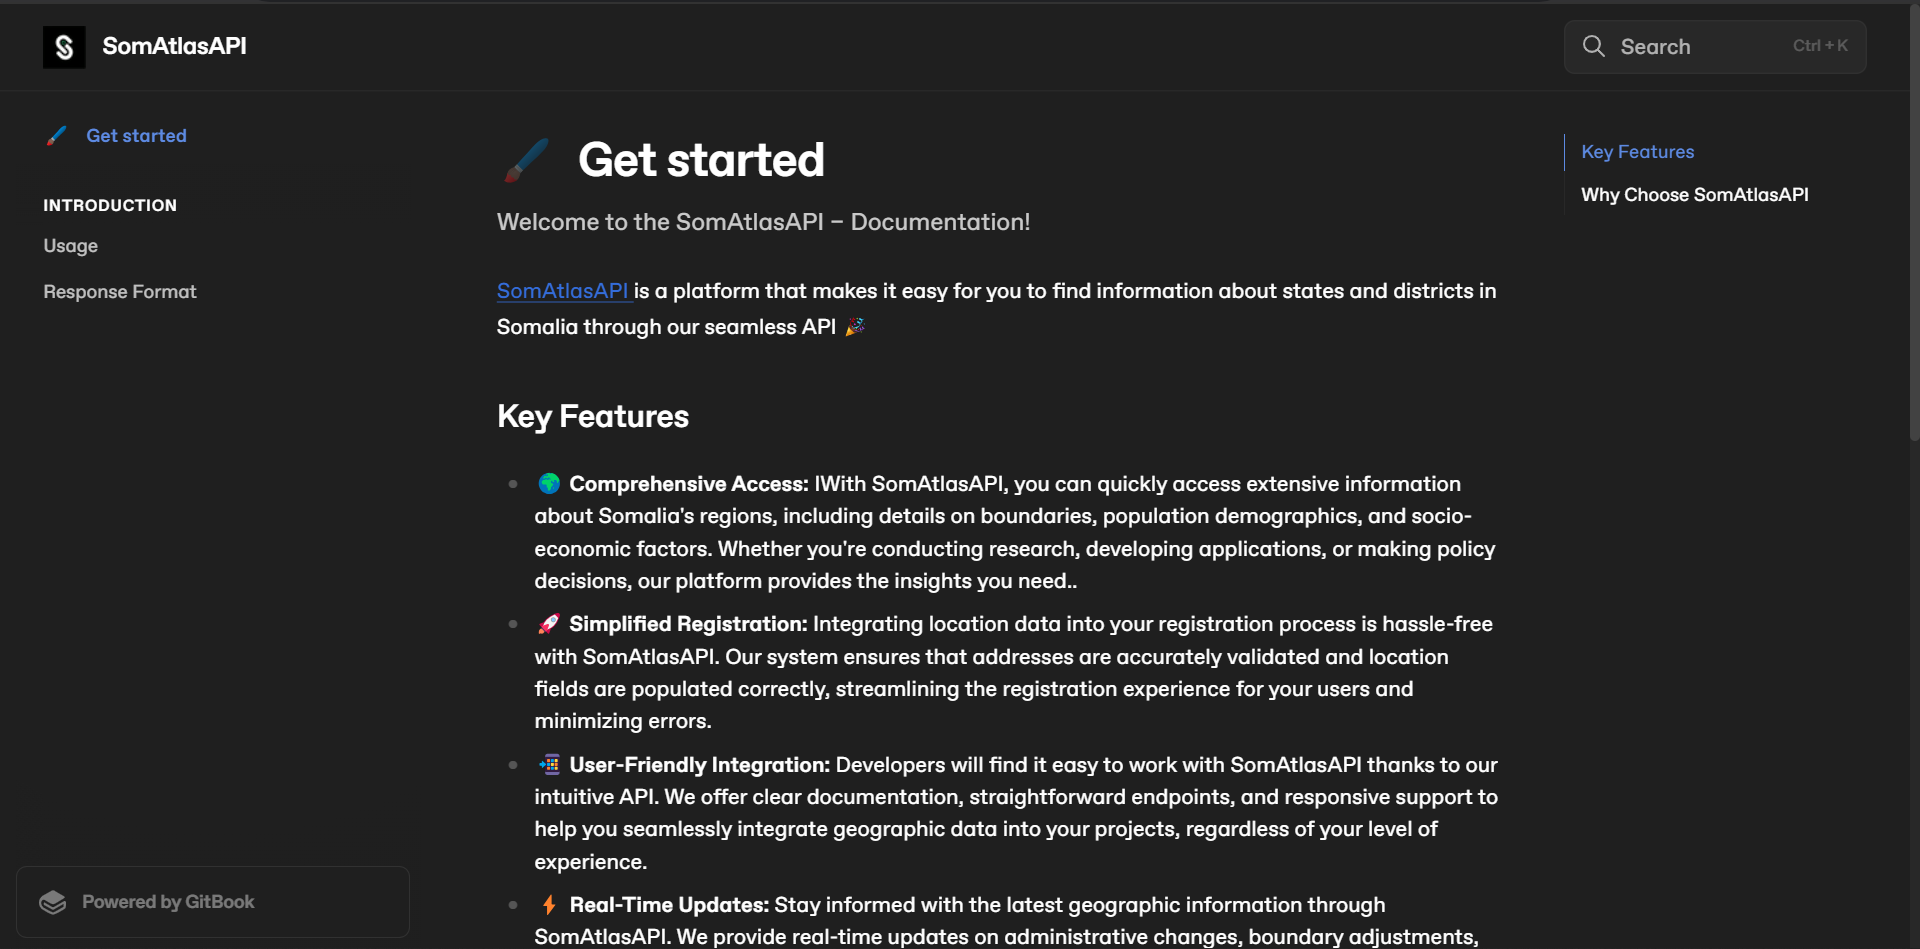 SomAtlasAPI
Search
Ctrl + K
Get started
INTRODUCTION
Usage
Response Format
Powered by GitBook
Get started
Welcome to the SomAtlasAPI – Documentation!
SomAtlasAPI is a platform that makes it easy for you to find information about states and districts in
Somalia through our seamless API 🎉
Key Features
🌍 Comprehensive Access: IWith SomAtlasAPI, you can quickly access extensive information
about Somalia's regions, including details on boundaries, population demographics, and socio-
economic factors. Whether you're conducting research, developing applications, or making policy
decisions, our platform provides the insights you need..
🚀 Simplified Registration: Integrating location data into your registration process is hassle-free
with SomAtlasAPI. Our system ensures that addresses are accurately validated and location
fields are populated correctly, streamlining the registration experience for your users and
minimizing errors.
📲 User-Friendly Integration: Developers will find it easy to work with SomAtlasAPI thanks to our
intuitive API. We offer clear documentation, straightforward endpoints, and responsive support to
help you seamlessly integrate geographic data into your projects, regardless of your level of
experience.
⚡ Real-Time Updates: Stay informed with the latest geographic information through
SomAtlasAPI. We provide real-time updates on administrative changes, boundary adjustments,
Key Features
Why Choose SomAtlasAPI